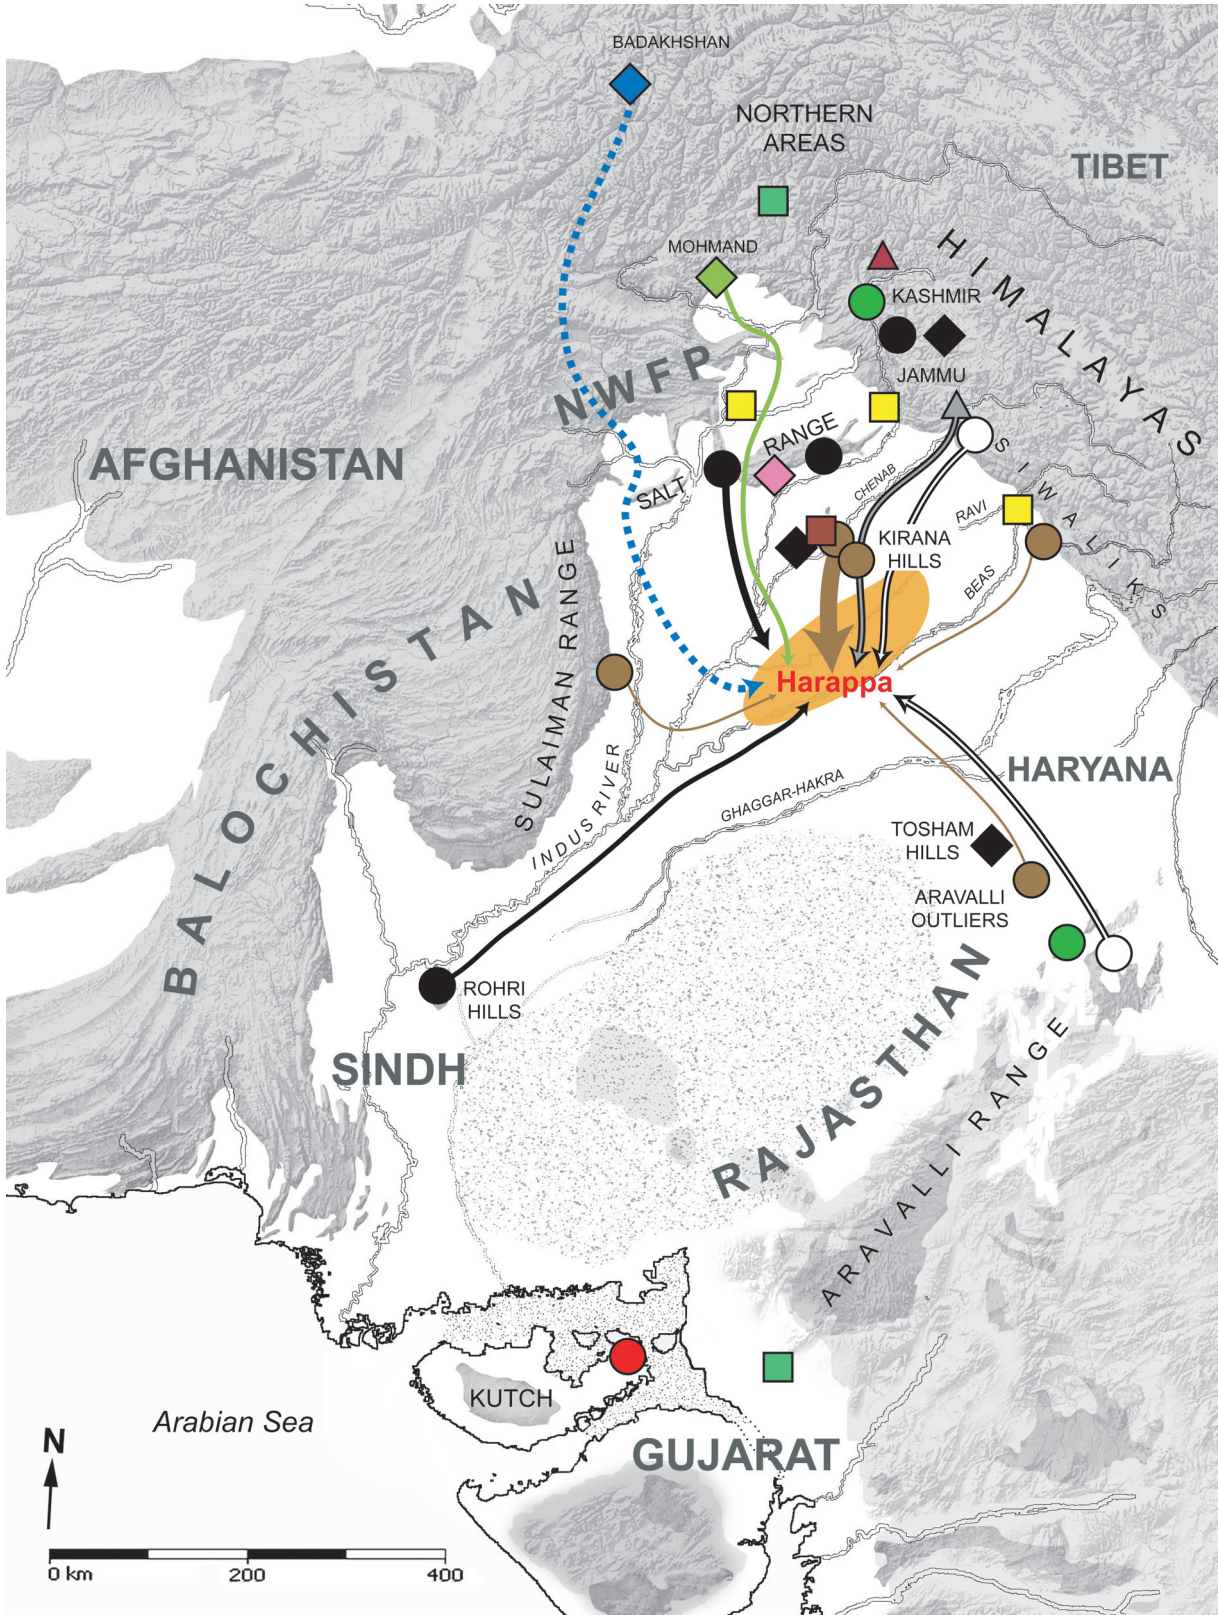 BADAKHSHAN
NORTHERN
AREAS
TIBET
MOHMAND
HIMALAYAS
KASHMIR
JAMMU
NWFP
AFGHANISTAN
SALT
RANGE
CHENAB
SIWALIKS
RAVI
KIRANA
HILLS
BEAS
SULAIMAN RANGE
BALOCHISTAN
Harappa
HARYANA
INDUS RIVER
GHAGGAR-HAKRA
TOSHAM
HILLS
ARAVALLI
OUTLIERS
ROHRI
HILLS
SINDH
RAJASTHAN
ARAVALLI RANGE
KUTCH
Arabian Sea
GUJARAT
N
0 km
200
400